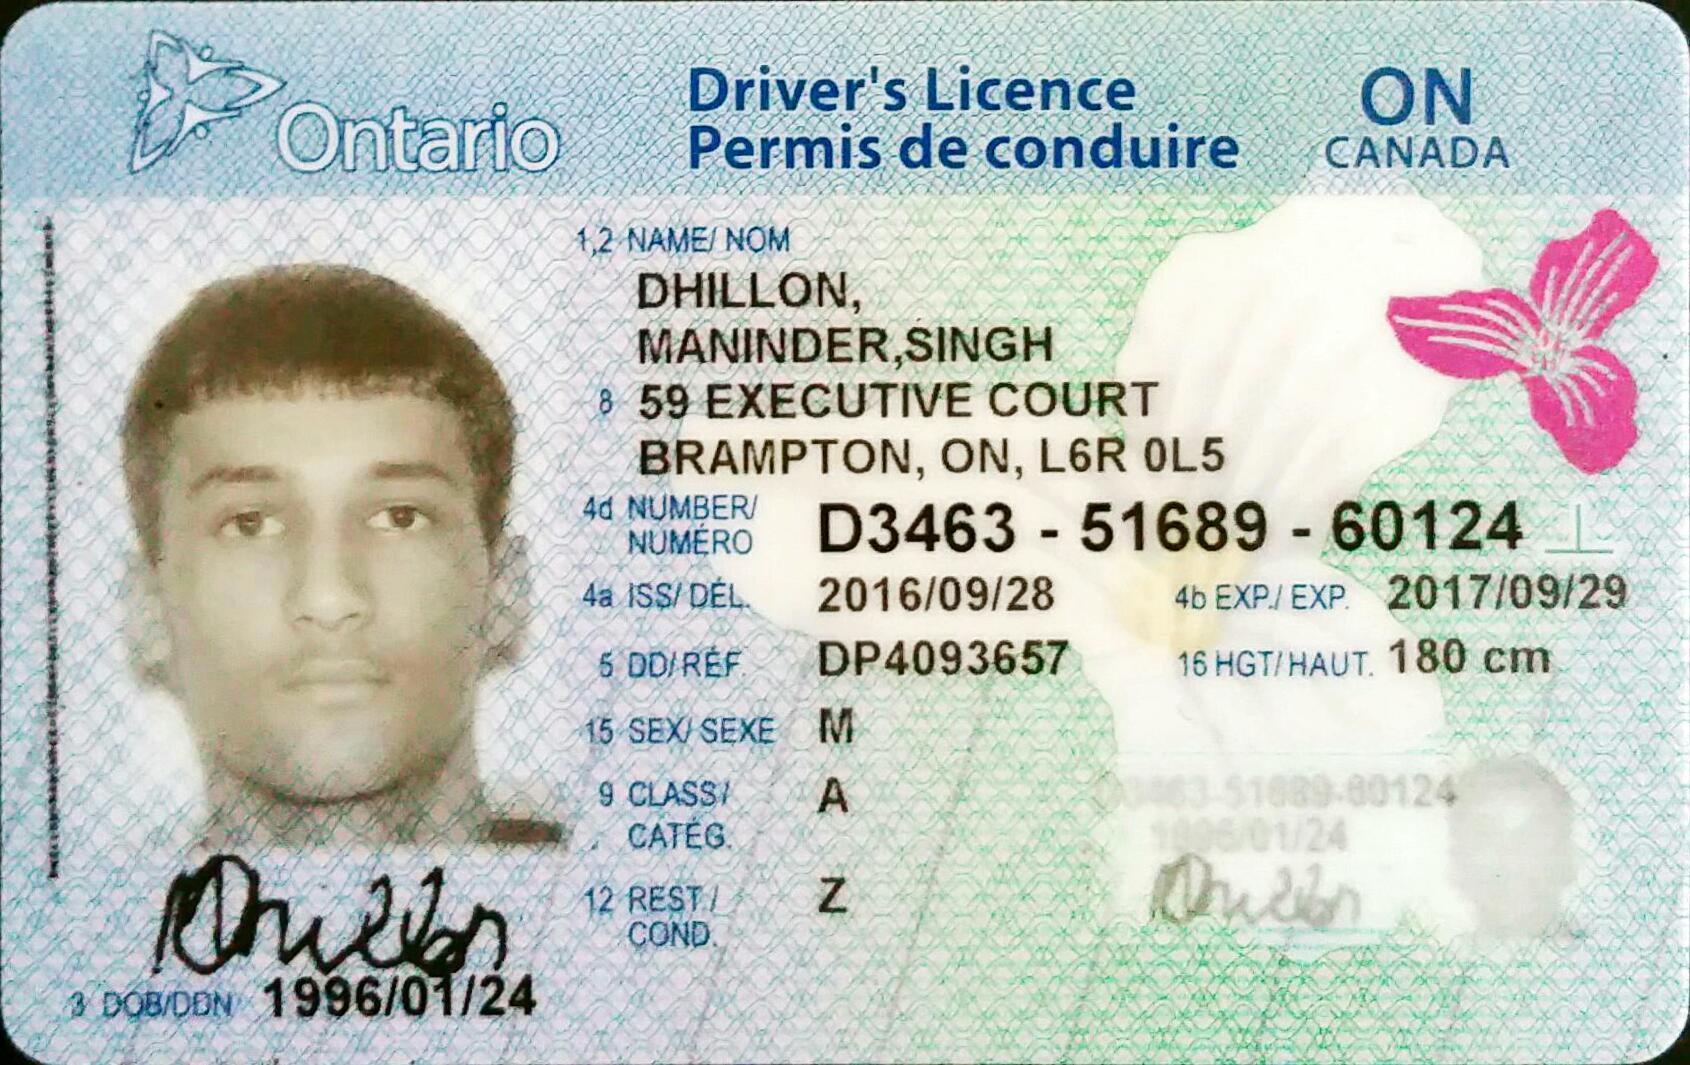 Ontario
Driver's Licence
Permis de conduire
ON
CANADA
1,2 NAME/ NOM
DHILLON,
MANINDER,SINGH
8 59 EXECUTIVE COURT
BRAMPTON, ON, L6R 0L5
4d NUMBER/
NUMÉRO
D3463 - 51689 - 60124
4a ISS/ DÉL. 2016/09/28 4b EXP./ EXP. 2017/09/29
5 DD/RÉF. DP4093657 16 HGT/HAUT. 180 cm
15 SEX/ SEXE M
9 CLASS/ A
CATÉG.
12 REST / Z
COND.
51689-60124
1996/01/24
Dhillon
3 DOB/DDN 1996/01/24